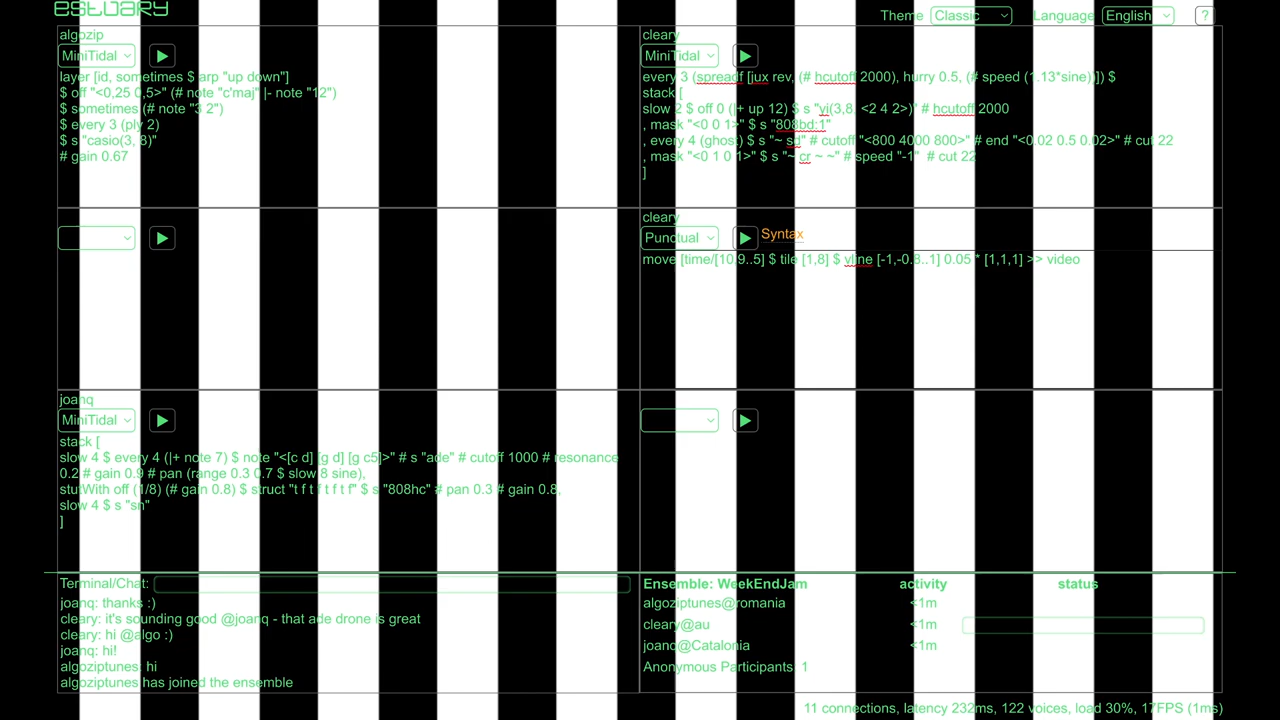 estuary
Theme Classic Language English ?
algozip
MiniTidal
layer [id, sometimes $ arp "up down"]
$ off "<0,25 0,5>" (# note "c'maj" |- note "12")
$ sometimes (# note "3 2")
$ every 3 (ply 2)
$ s "casio(3, 8)"
# gain 0.67
cleary
MiniTidal
every 3 (spreadf [jux rev, (# hcutoff 2000), hurry 0.5, (# speed (1.13*sine))]) $
stack [
slow 2 $ off 0 (|+ up 12) $ s "vi(3,8, <2 4 2>)" # hcutoff 2000
, mask "<0 0 1>" $ s "808bd:1"
, every 4 (ghost) $ s "~ sd" # cutoff "<800 4000 800>" # end "<0.02 0.5 0.02>" # cut 22
, mask "<0 1 0 1>" $ s "~ cr ~ ~" # speed "-1"  # cut 22
]
cleary
Punctual Syntax
move [time/[10,9..5] $ tile [1,8] $ vline [-1,-0.8..1] 0.05 * [1,1,1] >> video
joanq
MiniTidal
stack [
slow 4 $ every 4 (|+ note 7) $ note "<[c d] [g d] [g c5]>" # s "ade" # cutoff 1000 # resonance
0.2 # gain 0.9 # pan (range 0.3 0.7 $ slow 8 sine),
stutWith off (1/8) (# gain 0.8) $ struct "t f t f t f t f" $ s "808hc" # pan 0.3 # gain 0.8,
slow 4 $ s "sn"
]
Terminal/Chat:
joanq: thanks :)
cleary: it's sounding good @joanq - that ade drone is great
cleary: hi @algo :)
joanq: hi!
algoziptunes: hi
algoziptunes has joined the ensemble
Ensemble: WeekEndJam activity status
algoziptunes@romania <1m
cleary@au <1m
joanq@Catalonia <1m
Anonymous Participants: 1
11 connections, latency 232ms, 122 voices, load 30%, 17FPS (1ms)